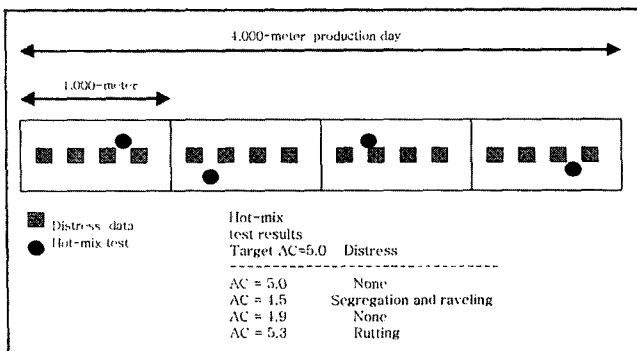 4,000-meter production day
1,000-meter
Distress data
Hot-mix test
Hot-mix
test results
Target AC=5.0 Distress
AC = 5.0 None
AC = 4.5 Segregation and raveling
AC = 4.9 None
AC = 5.3 Rutting